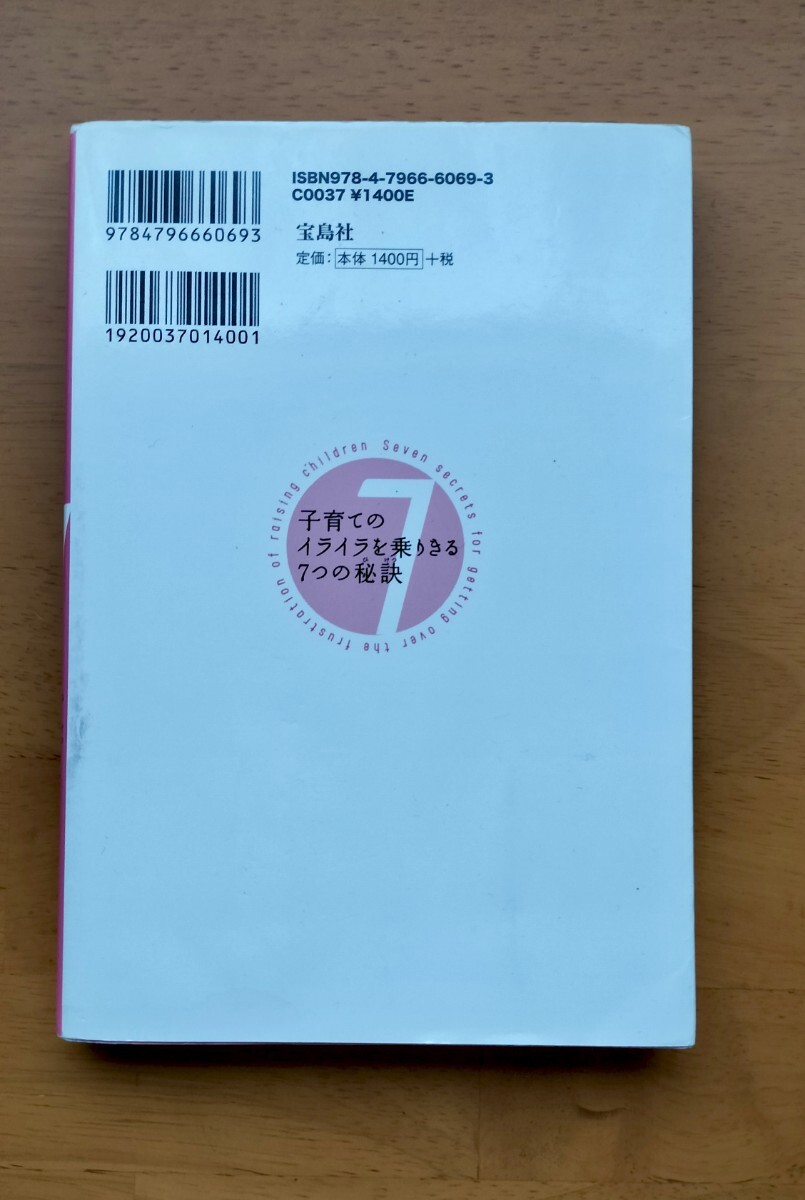 ISBN978-4-7966-6069-3
C0037 ¥1400E
9784796660693
宝島社
定価：本体 1400円+税
1920037014001
Seven secrets for getting over the frustration of raising children
7
子育ての
イライラを乗りきる
7つの秘訣